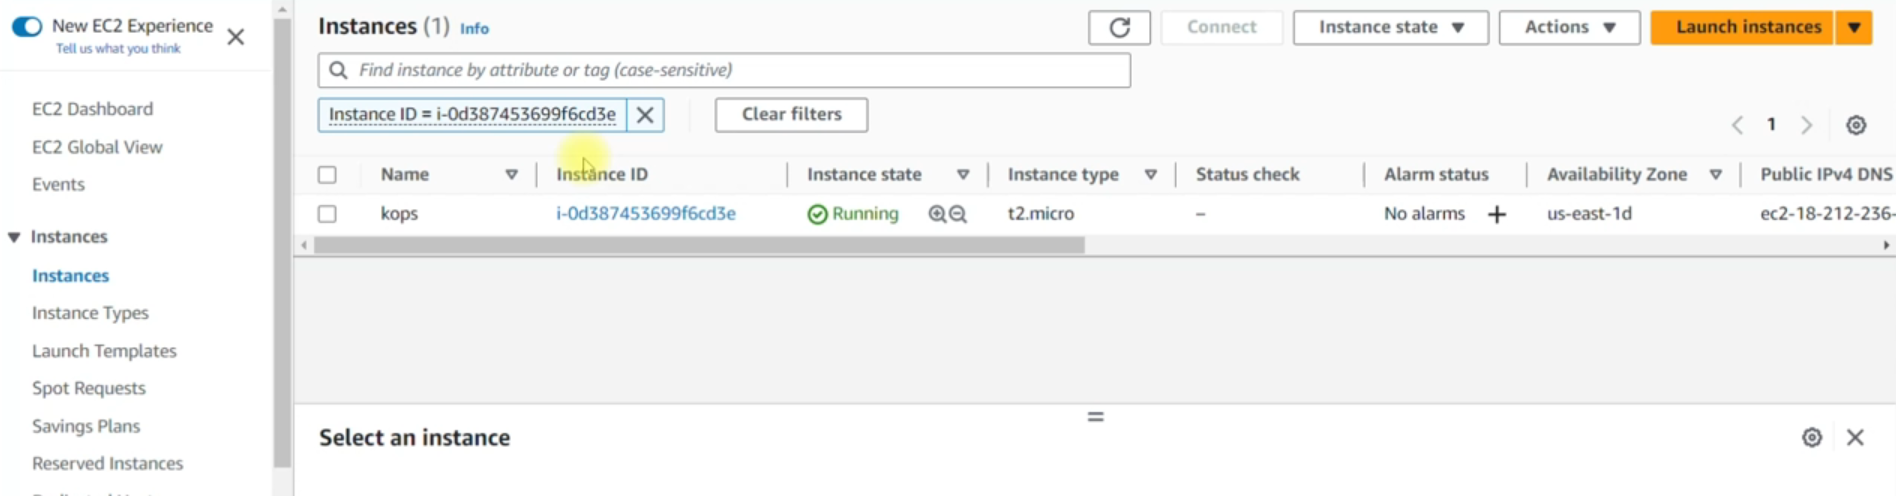 New EC2 Experience
Tell us what you think
EC2 Dashboard
EC2 Global View
Events
Instances
Instances
Instance Types
Launch Templates
Spot Requests
Savings Plans
Reserved Instances
Instances (1) Info
Connect
Instance state
Actions
Launch instances
Find instance by attribute or tag (case-sensitive)
Instance ID = i-0d387453699f6cd3e
Clear filters
1
Name Instance ID Instance state Instance type Status check Alarm status Availability Zone Public IPv4 DNS
kops i-0d387453699f6cd3e Running t2.micro – No alarms + us-east-1d ec2-18-212-236-
Select an instance